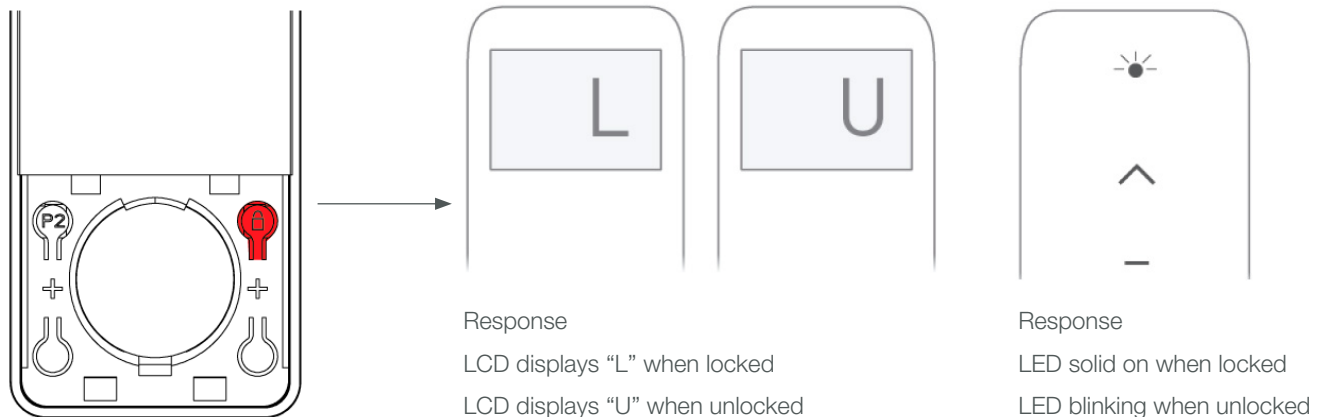 L
U
P2
Response
LCD displays “L” when locked
LCD displays “U” when unlocked
Response
LED solid on when locked
LED blinking when unlocked